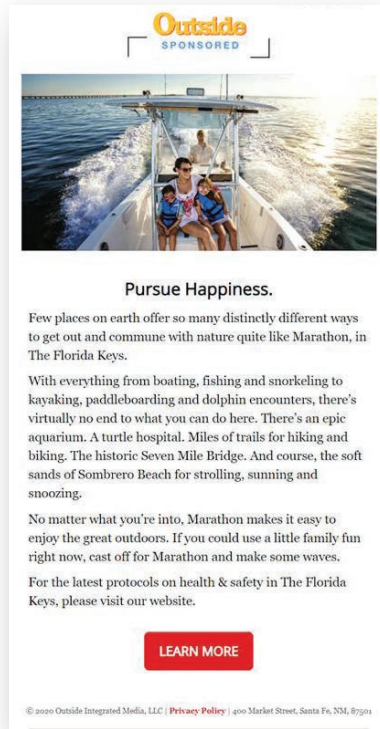 Outside
SPONSORED
Pursue Happiness.
Few places on earth offer so many distinctly different ways
to get out and commune with nature quite like Marathon, in
The Florida Keys.
With everything from boating, fishing and snorkeling to
kayaking, paddleboarding and dolphin encounters, there's
virtually no end to what you can do here. There's an epic
aquarium. A turtle hospital. Miles of trails for hiking and
biking. The historic Seven Mile Bridge. And course, the soft
sands of Sombrero Beach for strolling, sunning and
snoozing.
No matter what you're into, Marathon makes it easy to
enjoy the great outdoors. If you could use a little family fun
right now, cast off for Marathon and make some waves.
For the latest protocols on health & safety in The Florida
Keys, please visit our website.
LEARN MORE
© 2020 Outside Integrated Media, LLC | Privacy Policy | 400 Market Street, Santa Fe, NM, 87501